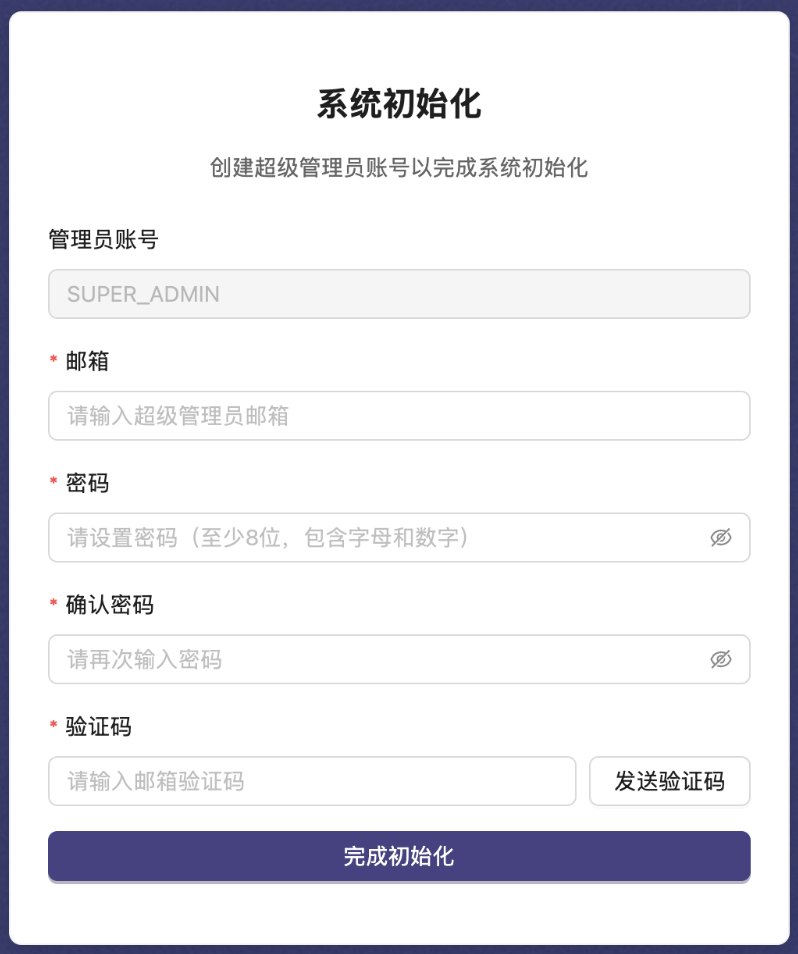 系统初始化
创建超级管理员账号以完成系统初始化
管理员账号
SUPER_ADMIN
* 邮箱
请输入超级管理员邮箱
* 密码
请设置密码（至少8位，包含字母和数字）
* 确认密码
请再次输入密码
* 验证码
请输入邮箱验证码
发送验证码
完成初始化